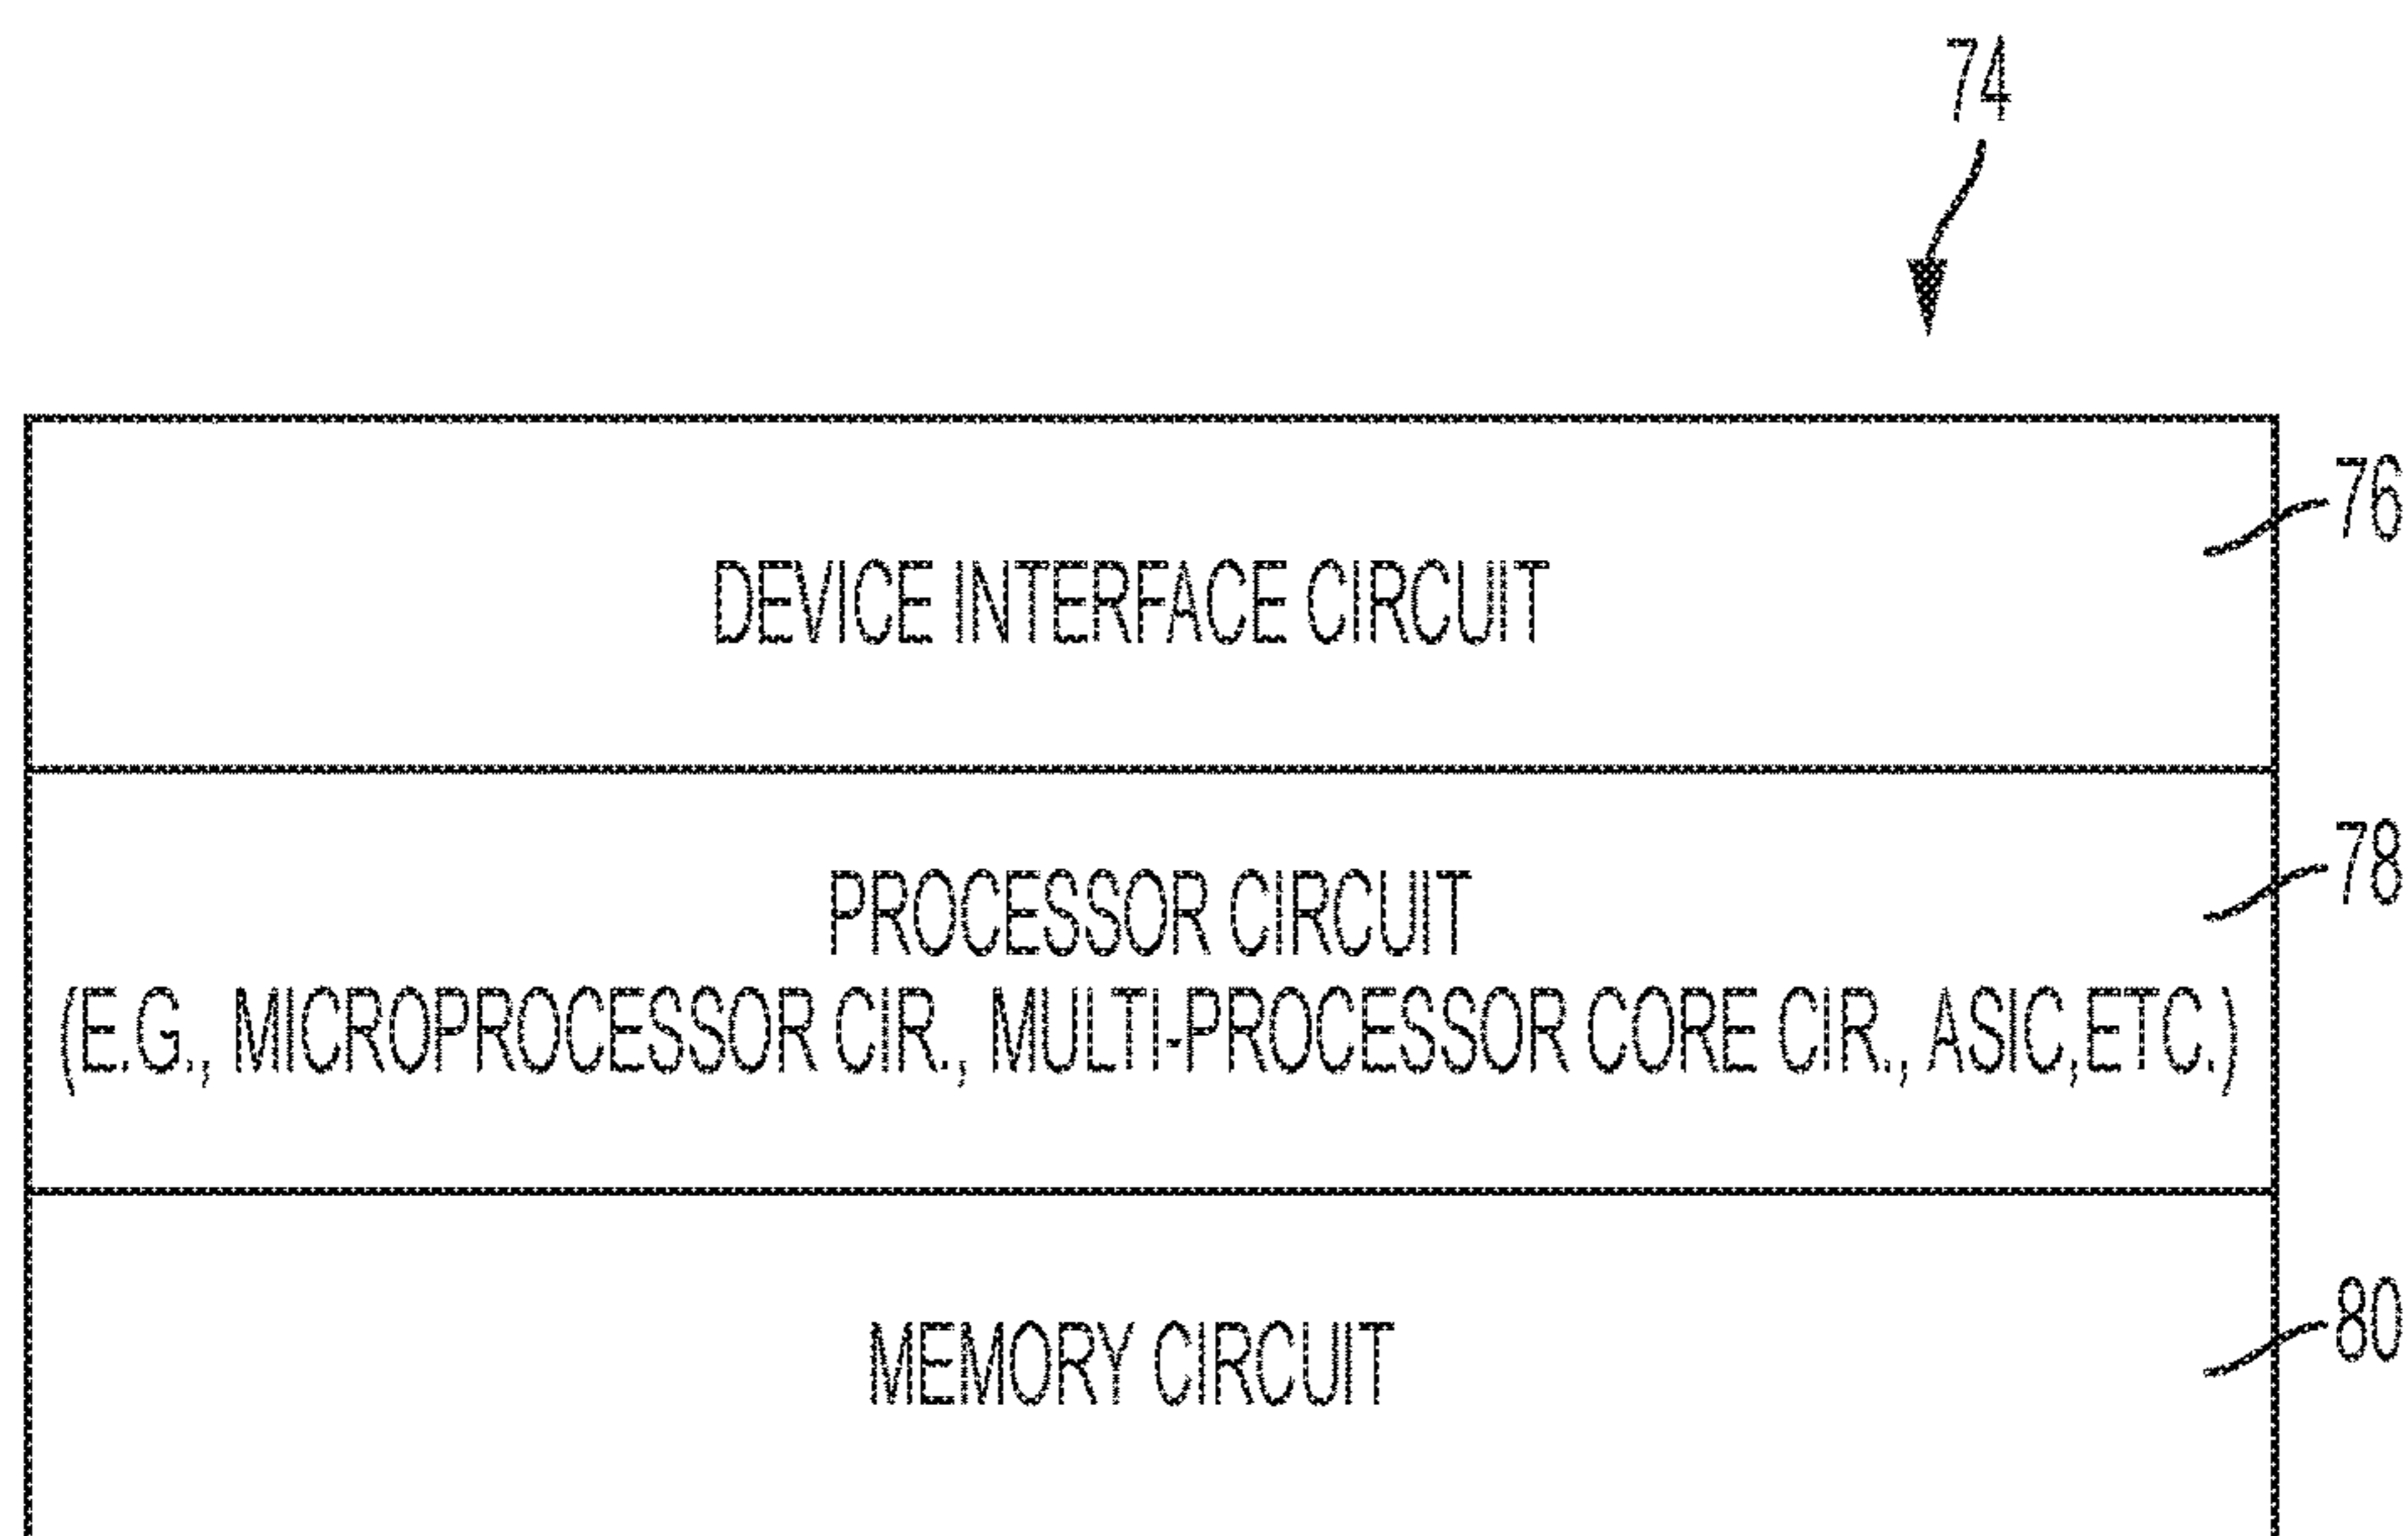 74
76
DEVICE INTERFACE CIRCUIT
78
PROCESSOR CIRCUIT
(E.G., MICROPROCESSOR CIR., MULTI-PROCESSOR CORE CIR., ASIC,ETC.)
80
MEMORY CIRCUIT